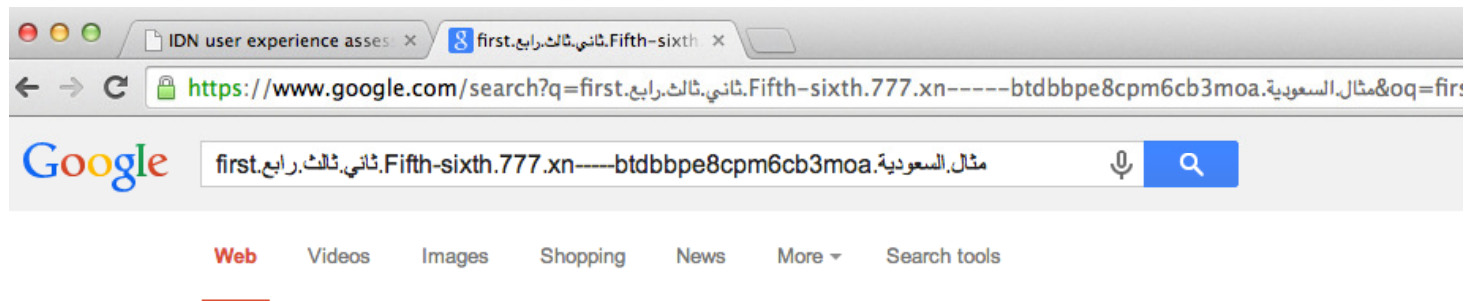 IDN user experience asses
first.ثاني.ثالث.رابع.Fifth-sixth
https://www.google.com/search?q=first.ثاني.ثالث.رابع.Fifth-sixth.777.xn-----btdbbpe8cpm6cb3moa.مثال.السعودية&oq=firs
Google first.ثاني.ثالث.رابع.Fifth-sixth.777.xn-----btdbbpe8cpm6cb3moa.مثال.السعودية
Web Videos Images Shopping News More Search tools